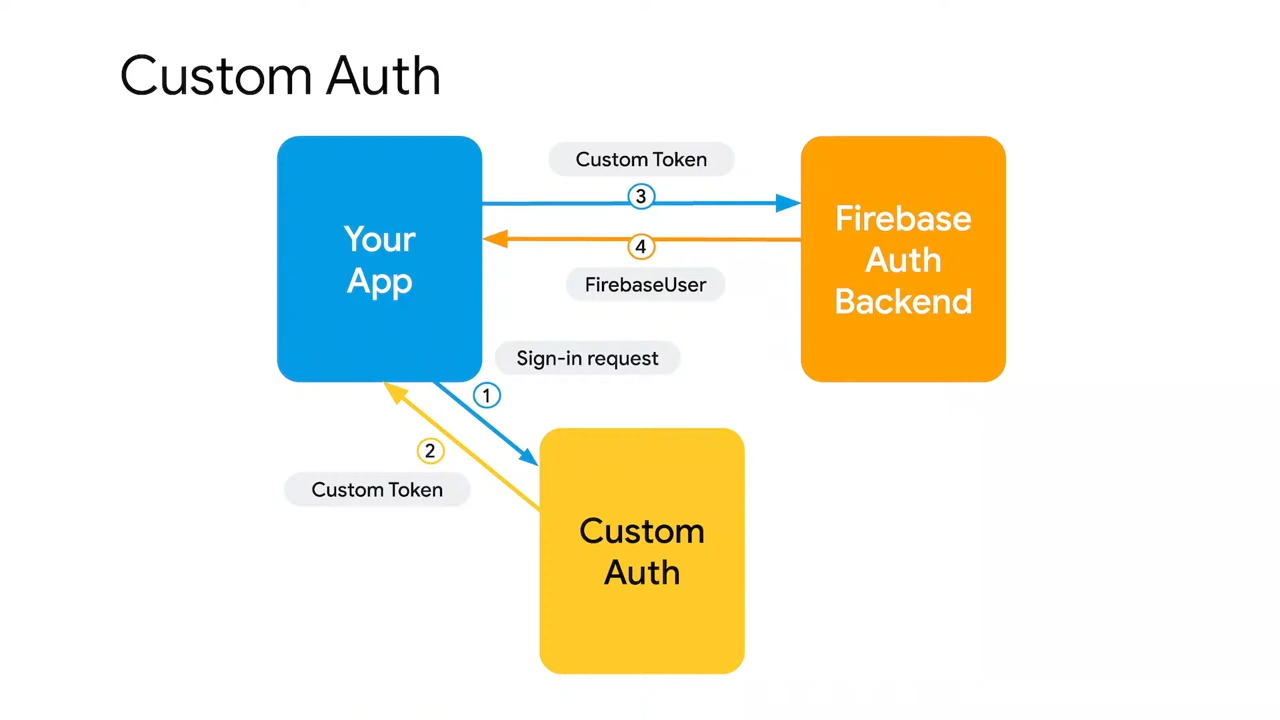 Custom Auth
Your
App
Custom Token
3
4
FirebaseUser
Firebase
Auth
Backend
Sign-in request
1
2
Custom Token
Custom
Auth